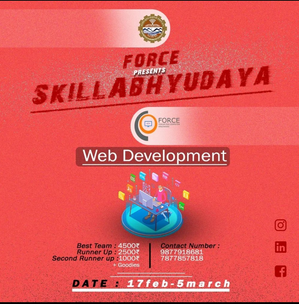 FORCE
PRESENTS
SKILLABHYUDAYA
FORCE
Web Development
Best Team : 4500₹
Runner Up : 2500₹
Second Runner up : 1000₹
+ Goodies
Contact Number :
9877918681
7877857818
DATE : 17feb-5march